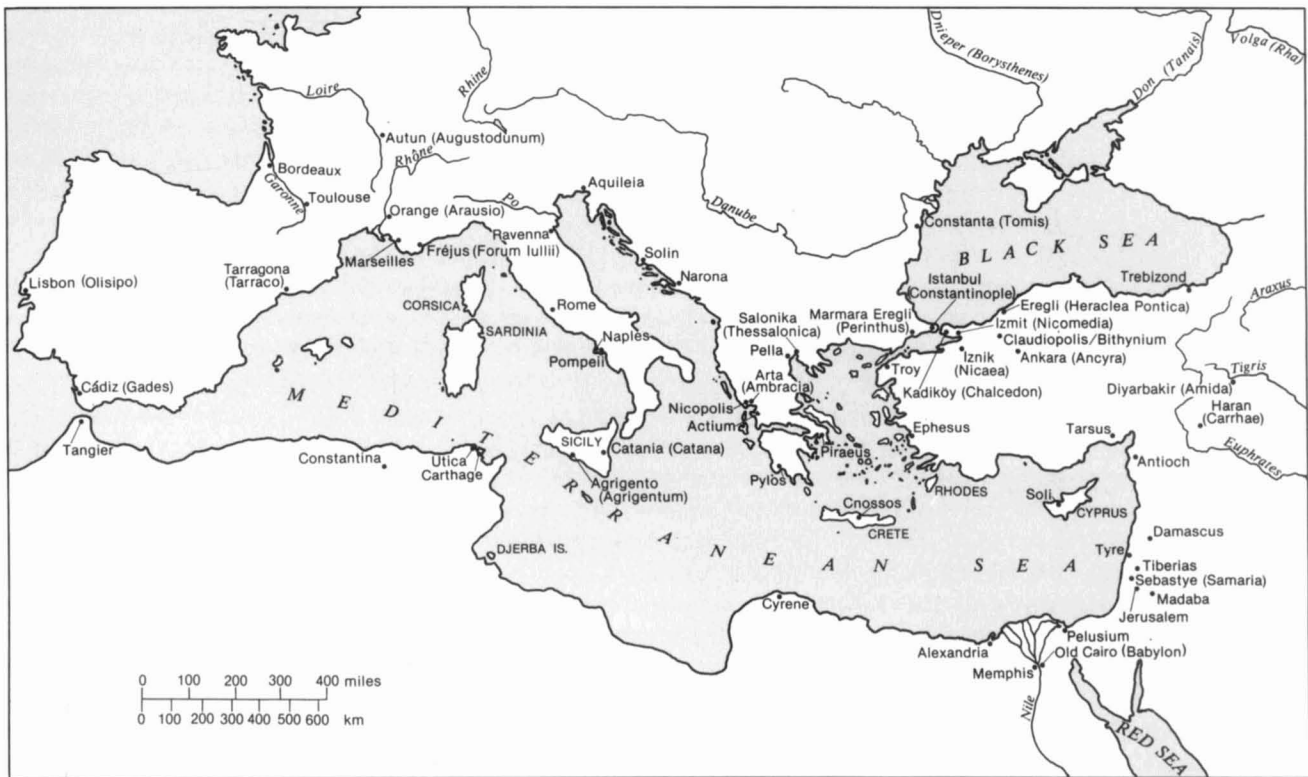 Dnieper (Borysthenes)
Don (Tanais)
Volga (Rha)
Loire
Rhine
Autun (Augustodunum)
Rhône
Bordeaux
Garonne
Toulouse
Aquileia
Po
Danube
Orange (Arausio)
Ravenna
Constanta (Tomis)
Fréjus (Forum Iullii)
Marseilles
Solin
BLACK SEA
Lisbon (Olisipo)
Tarragona
(Tarraco)
Narona
Istanbul
(Constantinople)
Trebizond
CORSICA
Rome
Araxus
Salonika
(Thessalonica)
Marmara Eregli
(Perinthus)
Eregli (Heraclea Pontica)
Izmit (Nicomedia)
SARDINIA
Naples
Claudiopolis/Bithynium
Pella
Pompeii
Iznik
(Nicaea)
Ankara (Ancyra)
Troy
Tigris
Arta
(Ambracia)
Cádiz (Gades)
Kadiköy (Chalcedon)
Diyarbakir (Amida)
Haran
(Carrhae)
MEDITERRANEAN SEA
Nicopolis
Actium
Ephesus
Tarsus
Tangier
SICILY
Catania (Catana)
Piraeus
Euphrates
Constantina
Utica
Carthage
Antioch
Agrigento
(Agrigentum)
Pylos
RHODES
Soli
Cnossos
CYPRUS
CRETE
Damascus
DJERBA IS.
Tyre
Tiberias
Sebastye (Samaria)
Cyrene
Madaba
Jerusalem
Pelusium
Alexandria
Old Cairo (Babylon)
Memphis
0 100 200 300 400 miles
0 100 200 300 400 500 600 km
Nile
RED SEA